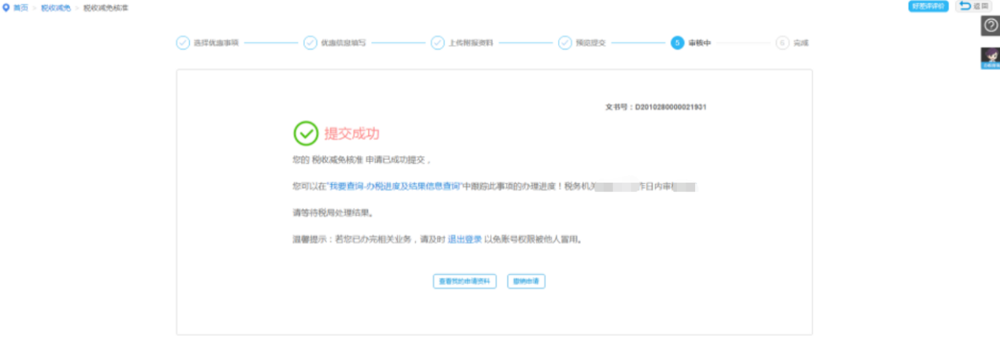 首页 > 税收减免 > 税收减免核准
好差评评价 返回
选择优惠事项 优惠信息填写 上传附报资料 预览提交 5 审核中 6 完成
文书号：D2010280000021931
提交成功
您的 税收减免核准 申请已成功提交，
您可以在"我要查询-办税进度及结果信息查询"中跟踪此事项的办理进度！税务机关 作日内审核
请等待税局处理结果。
温馨提示：若您已办完相关业务，请及时 退出登录 以免账号权限被他人冒用。
查看我的申请资料 撤销申请